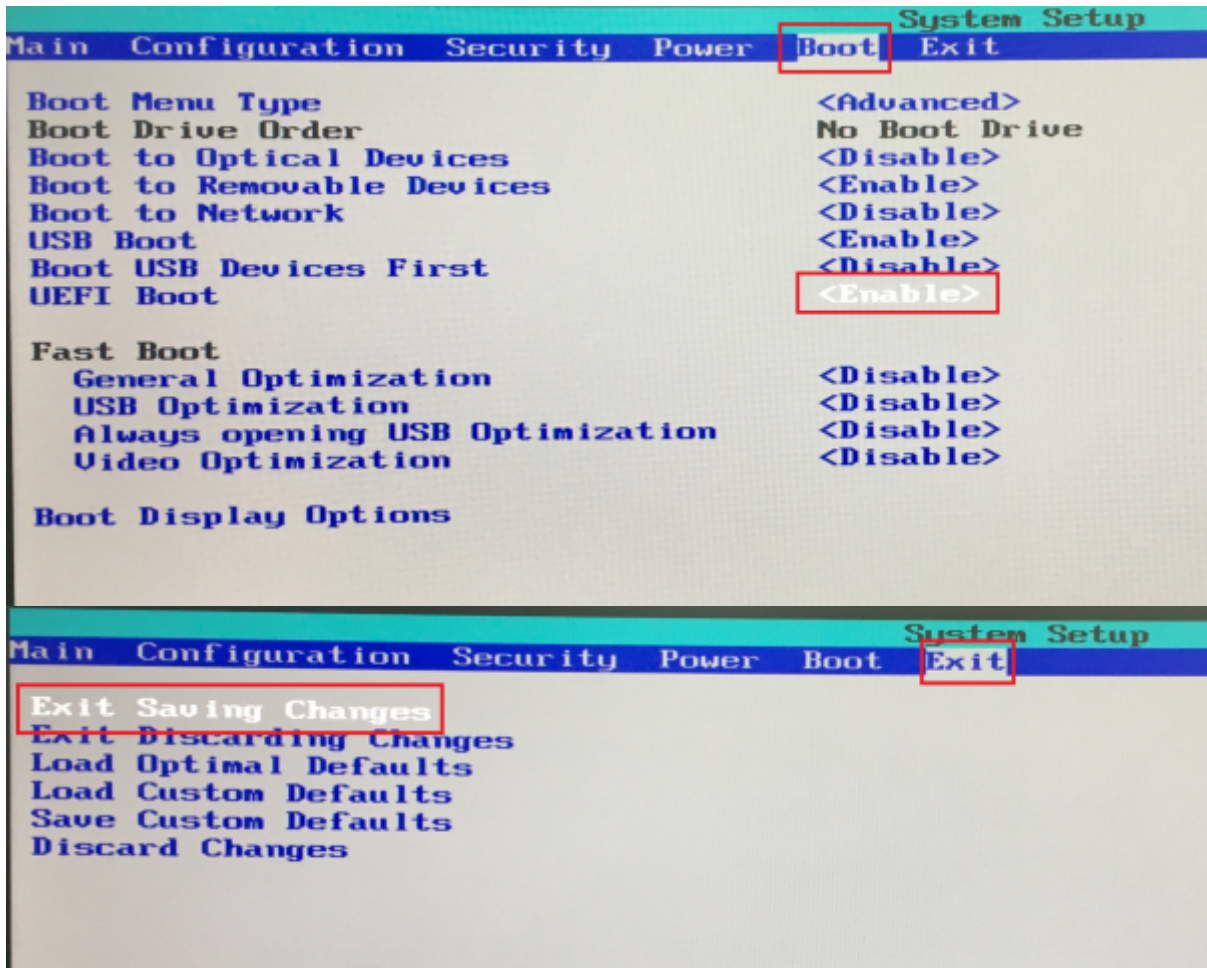 System Setup
Main Configuration Security Power Boot Exit
Boot Menu Type <Advanced>
Boot Drive Order No Boot Drive
Boot to Optical Devices <Disable>
Boot to Removable Devices <Enable>
Boot to Network <Disable>
USB Boot <Enable>
Boot USB Devices First <Disable>
UEFI Boot <Enable>
Fast Boot
General Optimization <Disable>
USB Optimization <Disable>
Always opening USB Optimization <Disable>
Video Optimization <Disable>
Boot Display Options
System Setup
Main Configuration Security Power Boot Exit
Exit Saving Changes
Exit Discarding Changes
Load Optimal Defaults
Load Custom Defaults
Save Custom Defaults
Discard Changes